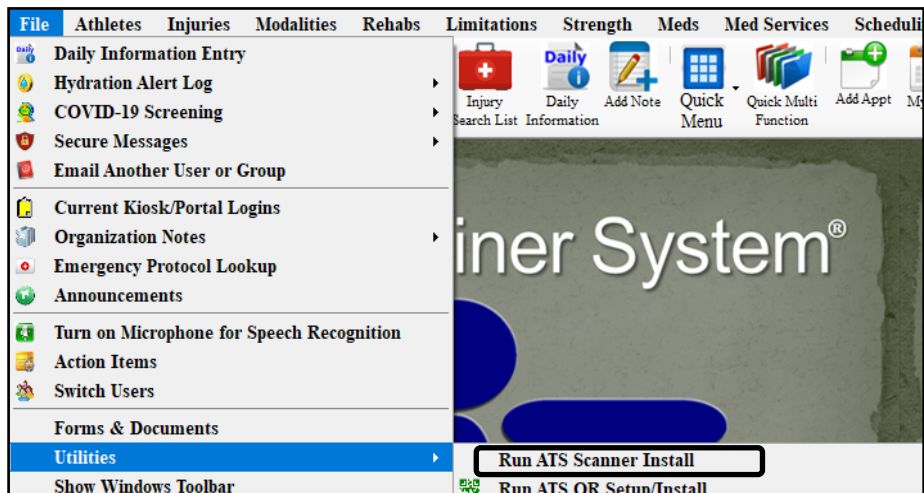 File Athletes Injuries Modalities Rehabs Limitations Strength Meds Med Services
Daily Information Entry
Hydration Alert Log
COVID-19 Screening
Secure Messages
Email Another User or Group
Current Kiosk/Portal Logins
Organization Notes
Emergency Protocol Lookup
Announcements
Turn on Microphone for Speech Recognition
Action Items
Switch Users
Forms & Documents
Utilities
Show Windows Toolbar
Daily
Injury
Search List
Daily
Information
Add Note
Quick
Menu
Quick Multi
Function
Add Appt
iner System®
Run ATS Scanner Install
Run ATS QR Setup/Install